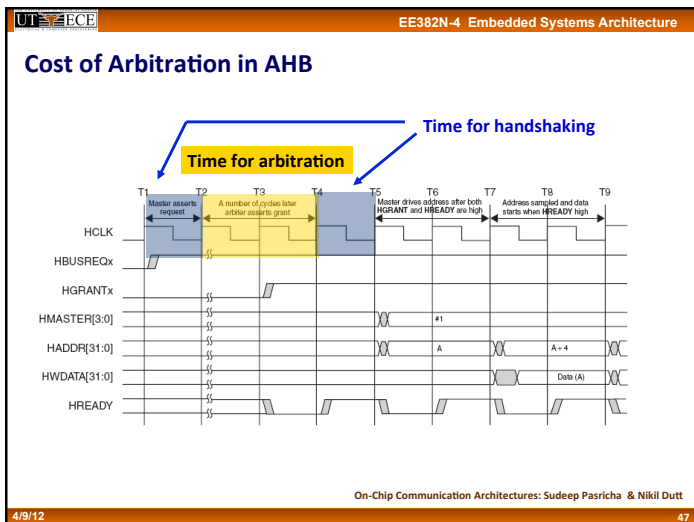 UT ECE
EE382N-4 Embedded Systems Architecture
Cost of Arbitration in AHB
Time for handshaking
Time for arbitration
T1 T2 T3 T4 T5 T6 T7 T8 T9
Master asserts request
A number of cycles later arbiter asserts grant
Master drives address after both HGRANT and HREADY are high
Address sampled and data starts when HREADY high
HCLK
HBUSREQx
HGRANTx
HMASTER[3:0]
#1
HADDR[31:0]
A
A + 4
HWDATA[31:0]
Data (A)
HREADY
On-Chip Communication Architectures: Sudeep Pasricha & Nikil Dutt
4/9/12
47